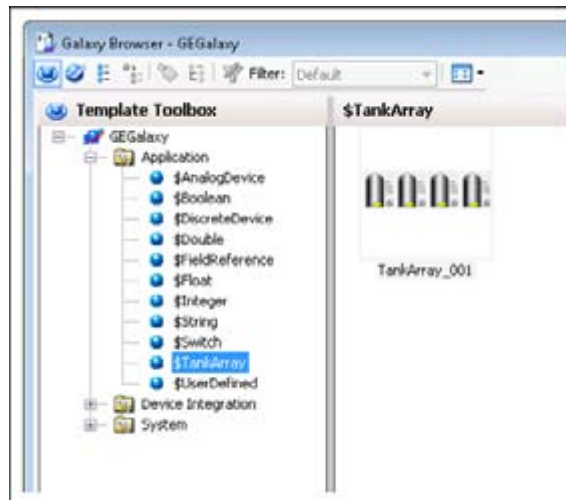 Galaxy Browser - GEGalaxy
Filter: Default
Template Toolbox
$TankArray
GEGalaxy
Application
$AnalogDevice
$Boolean
$DiscreteDevice
$Double
$FieldReference
$Float
$Integer
$String
$Switch
$TankArray
$UserDefined
Device Integration
System
TankArray_001